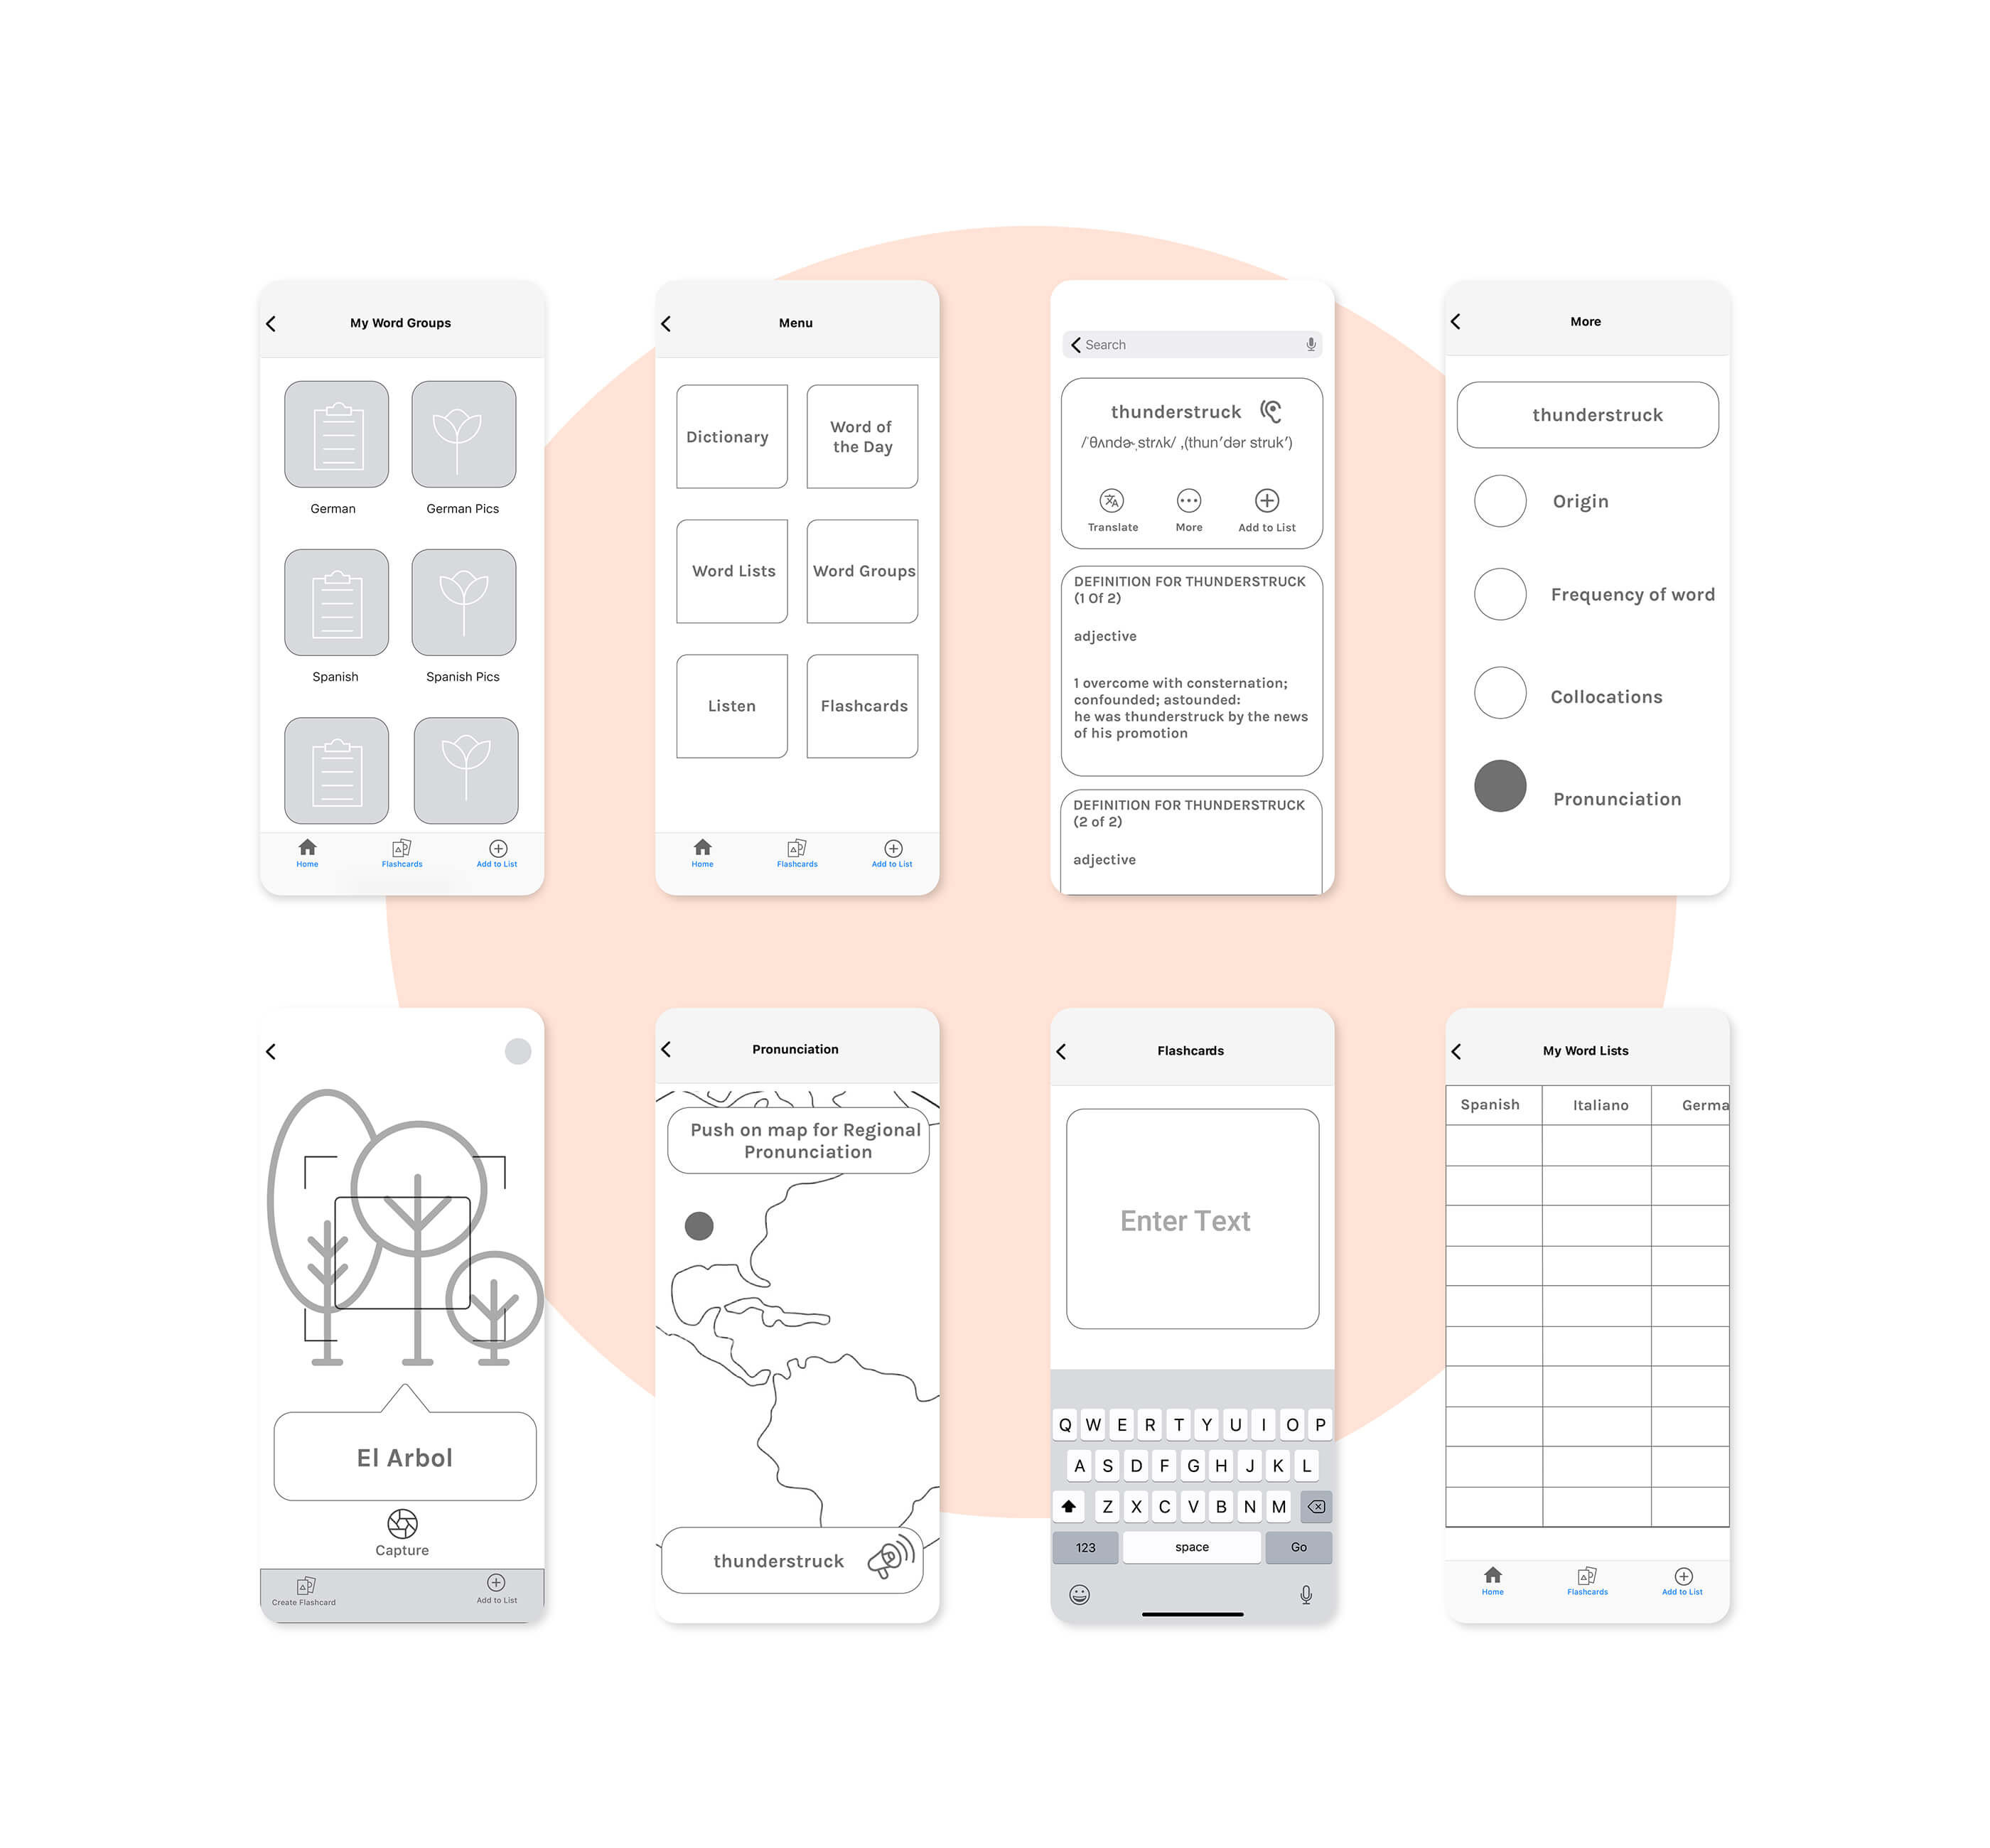 My Word Groups
German
German Pics
Spanish
Spanish Pics
Home
Flashcards
Add to List
Menu
Dictionary
Word of
the Day
Word Lists
Word Groups
Listen
Flashcards
Home
Flashcards
Add to List
Search
thunderstruck
/ˈθʌndɚˌstrʌk/ ,(thun′dər struk′)
Translate
More
Add to List
DEFINITION FOR THUNDERSTRUCK
(1 Of 2)
adjective
1 overcome with consternation;
confounded; astounded:
he was thunderstruck by the news
of his promotion
DEFINITION FOR THUNDERSTRUCK
(2 of 2)
adjective
More
thunderstruck
Origin
Frequency of word
Collocations
Pronunciation
El Arbol
Capture
Create Flashcard
Add to List
Pronunciation
Push on map for Regional
Pronunciation
thunderstruck
Flashcards
Enter Text
Q W E R T Y U I O P
A S D F G H J K L
Z X C V B N M
123 space Go
My Word Lists
Spanish Italiano Germa
Home
Flashcards
Add to List